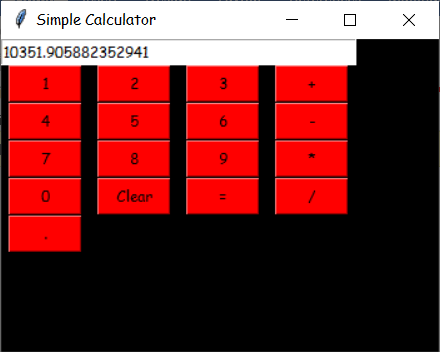 Simple Calculator
10351.905882352941
1 2 3 +
4 5 6 -
7 8 9 *
0 Clear = /
.